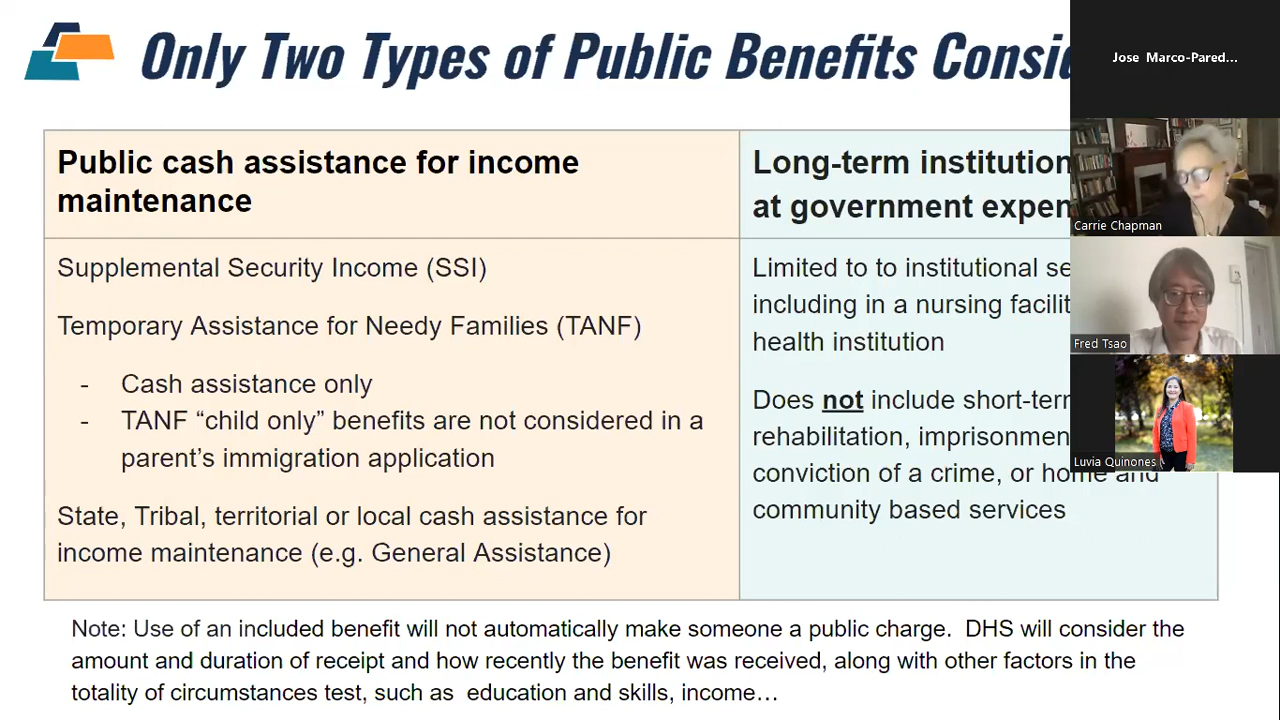 Only Two Types of Public Benefits Consi
Public cash assistance for income
maintenance
Supplemental Security Income (SSI)
Temporary Assistance for Needy Families (TANF)
- Cash assistance only
- TANF “child only” benefits are not considered in a
parent’s immigration application
State, Tribal, territorial or local cash assistance for
income maintenance (e.g. General Assistance)
Long-term institution
at government expen
Limited to to institutional se
including in a nursing facilit
health institution
Does not include short-ter
rehabilitation, imprisonmen
conviction of a crime, or home and
community based services
Note: Use of an included benefit will not automatically make someone a public charge. DHS will consider the
amount and duration of receipt and how recently the benefit was received, along with other factors in the
totality of circumstances test, such as education and skills, income…
Jose Marco-Pared...
Carrie Chapman
Fred Tsao
Luvia Quinones